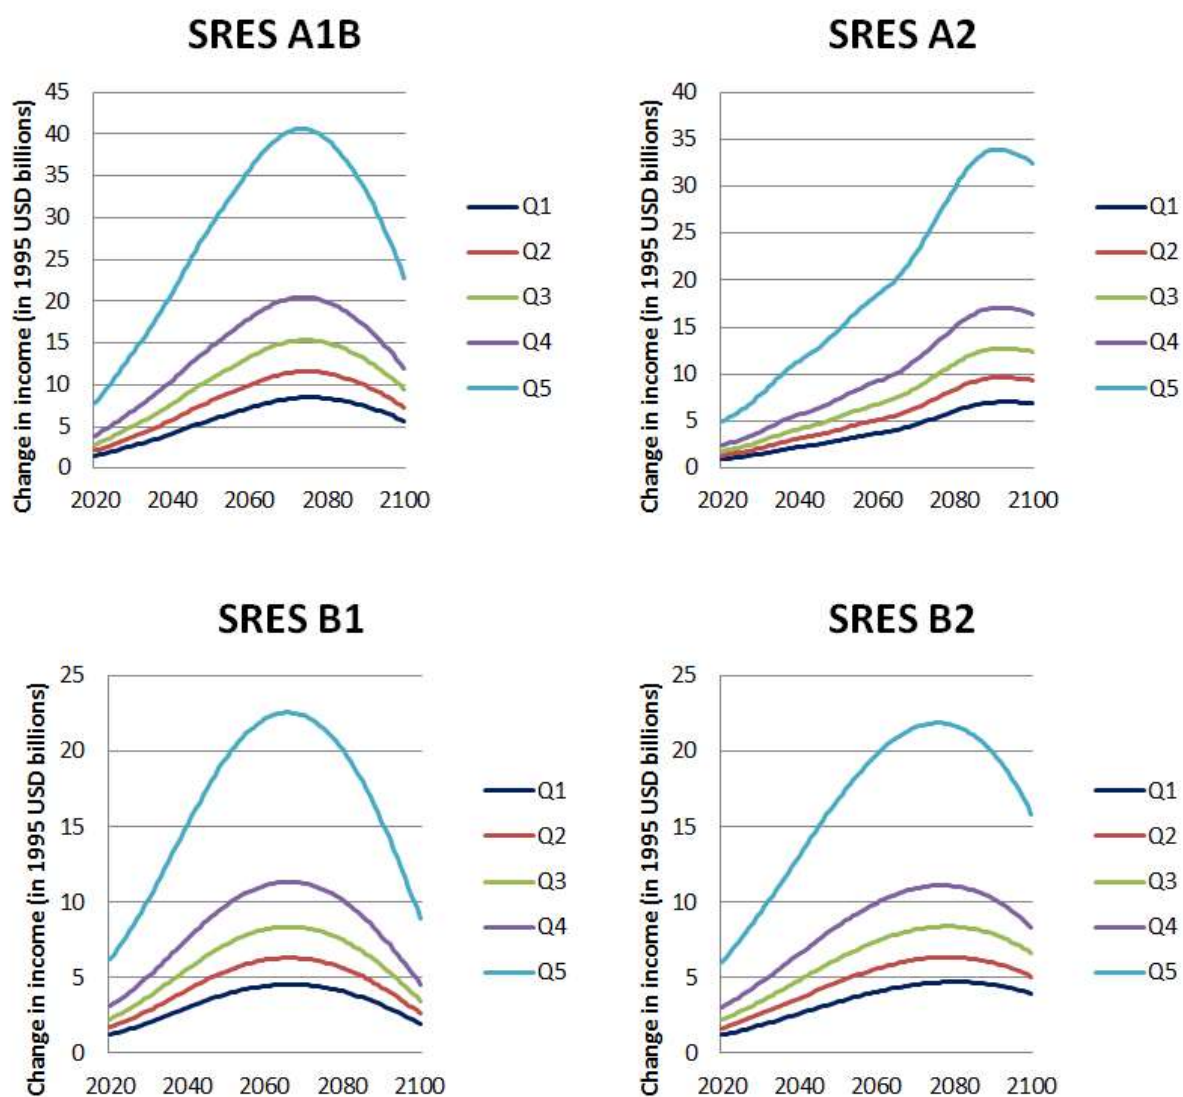 SRES A1B
Change in income (in 1995 USD billions)
45
40
35
30
25
20
15
10
5
0
2020 2040 2060 2080 2100
Q1
Q2
Q3
Q4
Q5
SRES A2
Change in income (in 1995 USD billions)
40
35
30
25
20
15
10
5
0
2020 2040 2060 2080 2100
Q1
Q2
Q3
Q4
Q5
SRES B1
Change in income (in 1995 USD billions)
25
20
15
10
5
0
2020 2040 2060 2080 2100
Q1
Q2
Q3
Q4
Q5
SRES B2
Change in income (in 1995 USD billions)
25
20
15
10
5
0
2020 2040 2060 2080 2100
Q1
Q2
Q3
Q4
Q5